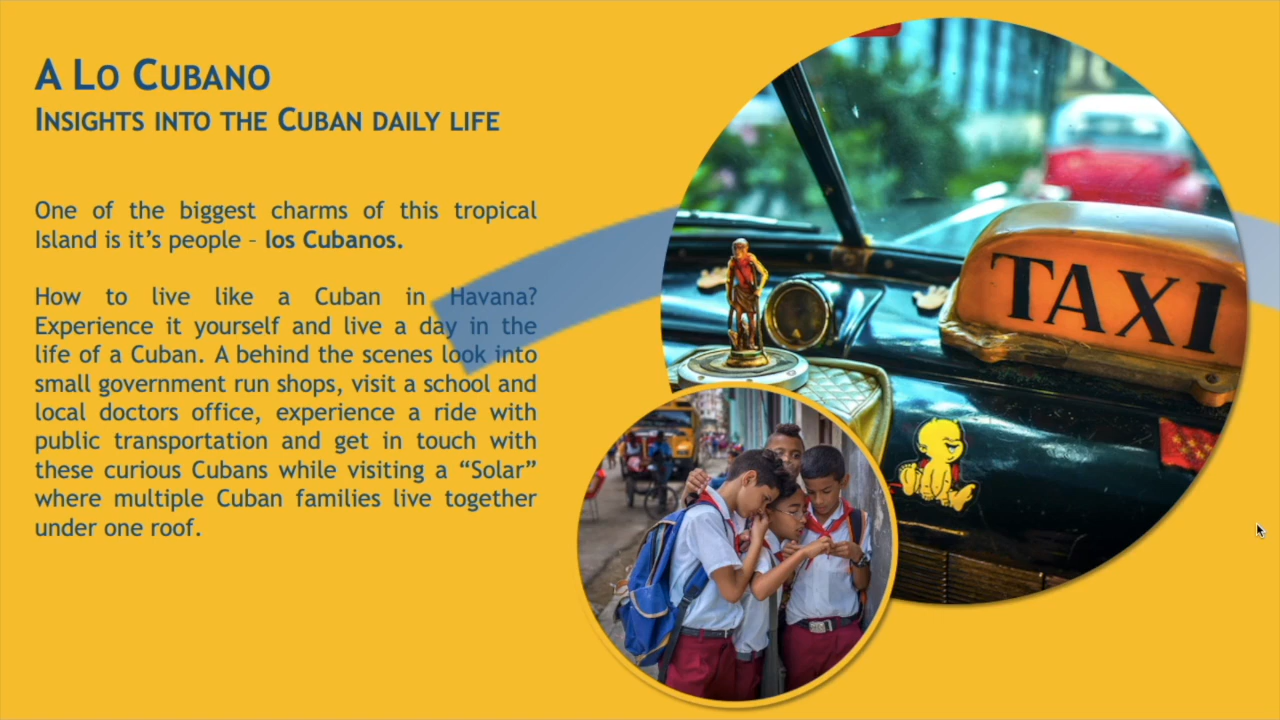 A LO CUBANO
INSIGHTS INTO THE CUBAN DAILY LIFE
One of the biggest charms of this tropical
Island is it’s people – los Cubanos.
How to live like a Cuban in Havana?
Experience it yourself and live a day in the
life of a Cuban. A behind the scenes look into
small government run shops, visit a school and
local doctors office, experience a ride with
public transportation and get in touch with
these curious Cubans while visiting a “Solar”
where multiple Cuban families live together
under one roof.
TAXI